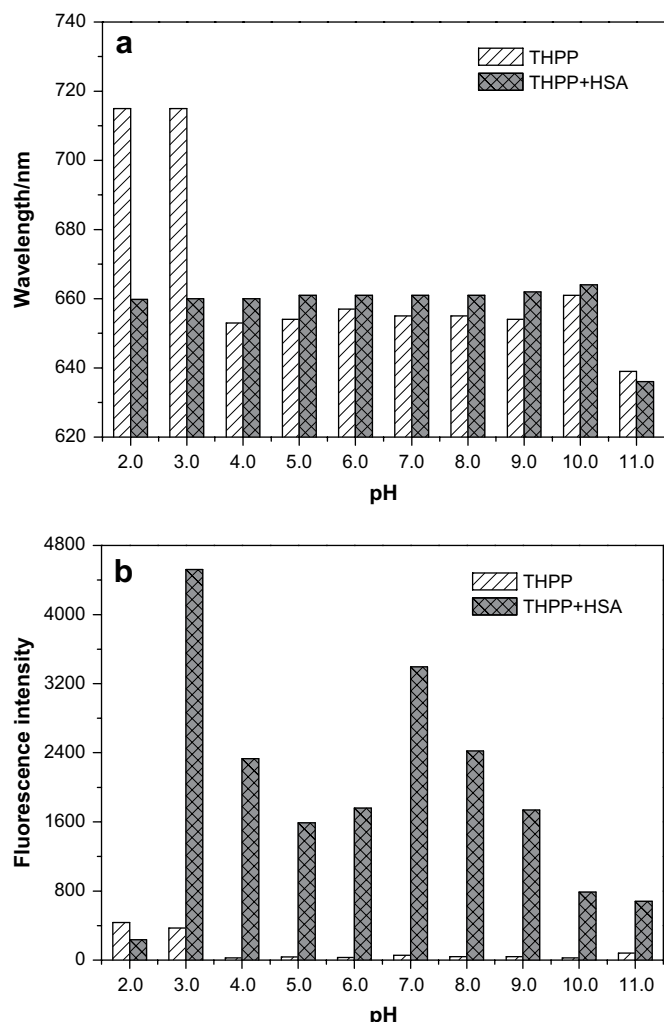 740
a
THPP
THPP+HSA
720
700
680
660
640
620
Wavelength/nm
2.0 3.0 4.0 5.0 6.0 7.0 8.0 9.0 10.0 11.0
pH
4800
b
THPP
THPP+HSA
4000
3200
2400
1600
800
0
Fluorescence intensity
2.0 3.0 4.0 5.0 6.0 7.0 8.0 9.0 10.0 11.0
pH